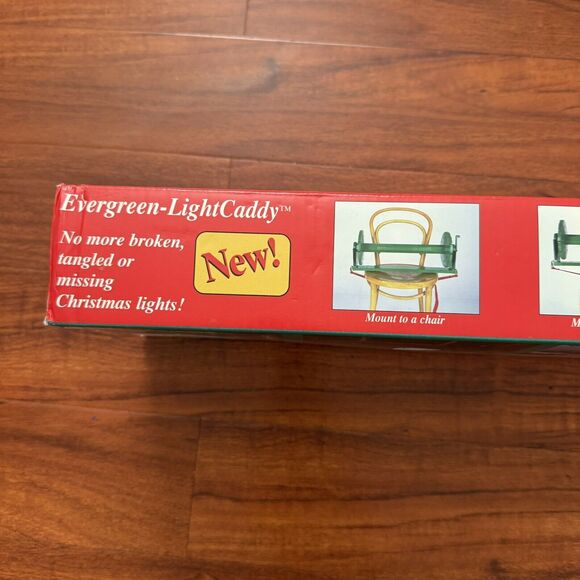 Evergreen-LightCaddy™
No more broken,
tangled or
missing
Christmas lights!
New!
Mount to a chair
M